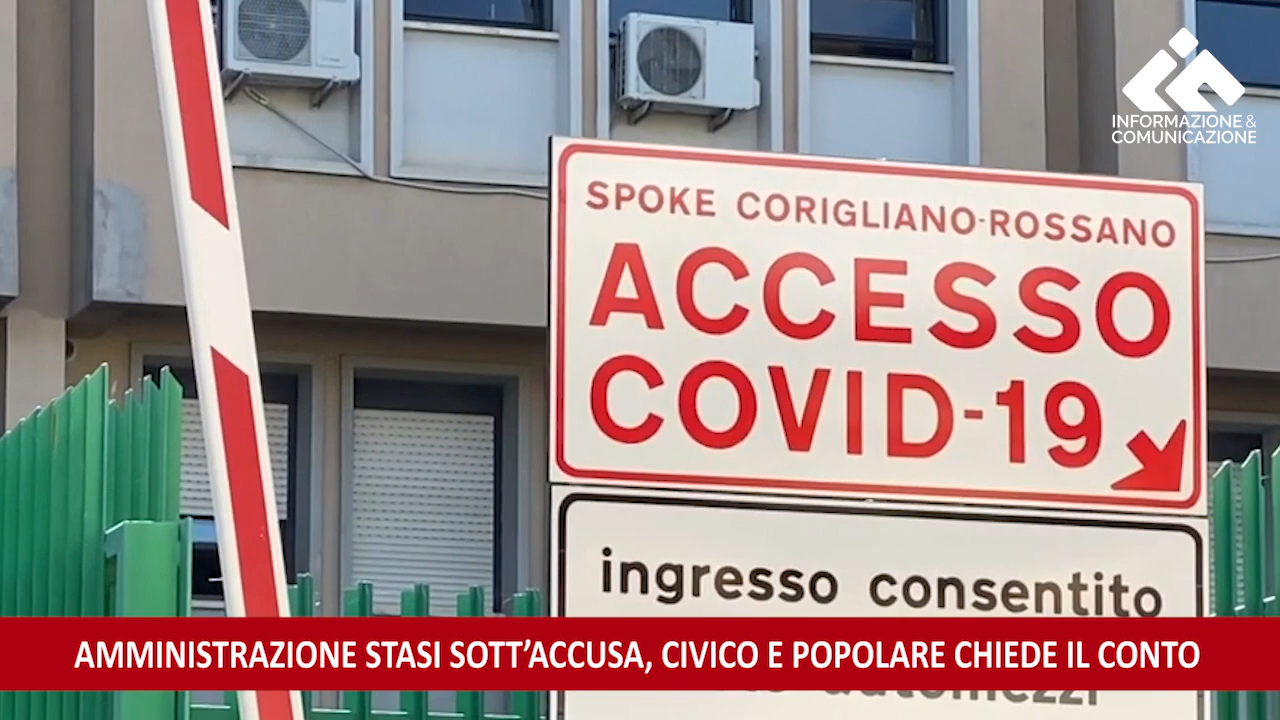 INFORMAZIONE&
COMUNICAZIONE
SPOKE CORIGLIANO-ROSSANO
ACCESSO
COVID-19
ingresso consentito
AMMINISTRAZIONE STASI SOTT’ACCUSA, CIVICO E POPOLARE CHIEDE IL CONTO
automezzi